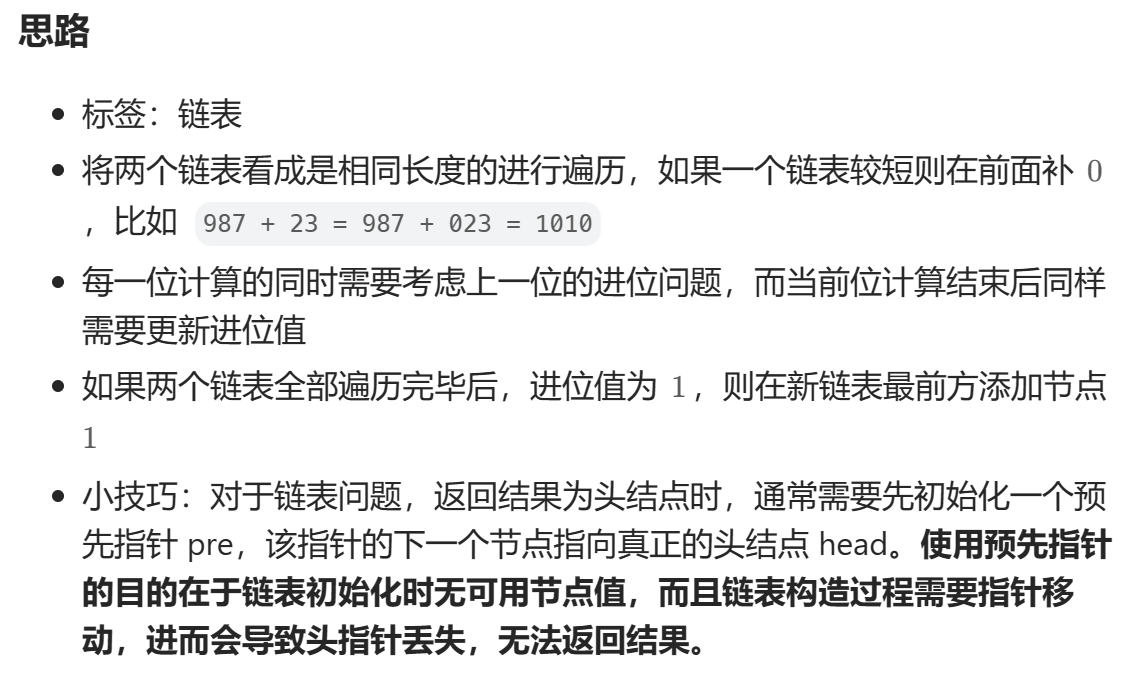 思路
• 标签：链表
• 将两个链表看成是相同长度的进行遍历，如果一个链表较短则在前面补 0
，比如 987 + 23 = 987 + 023 = 1010
• 每一位计算的同时需要考虑上一位的进位问题，而当前位计算结束后同样
需要更新进位值
• 如果两个链表全部遍历完毕后，进位值为 1，则在新链表最前方添加节点
1
• 小技巧：对于链表问题，返回结果为头结点时，通常需要先初始化一个预
先指针 pre，该指针的下一个节点指向真正的头结点 head。使用预先指针
的目的在于链表初始化时无可用节点值，而且链表构造过程需要指针移
动，进而会导致头指针丢失，无法返回结果。